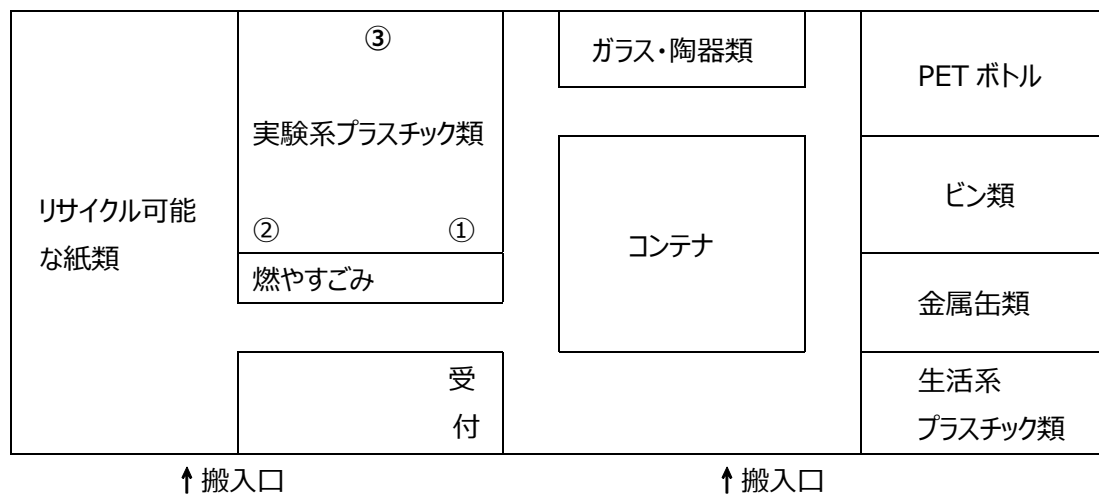 リサイクル可能
な紙類
③
実験系プラスチック類
② ①
燃やすごみ
受
付
ガラス・陶器類
コンテナ
PET ボトル
ビン類
金属缶類
生活系
プラスチック類
↑搬入口 ↑搬入口